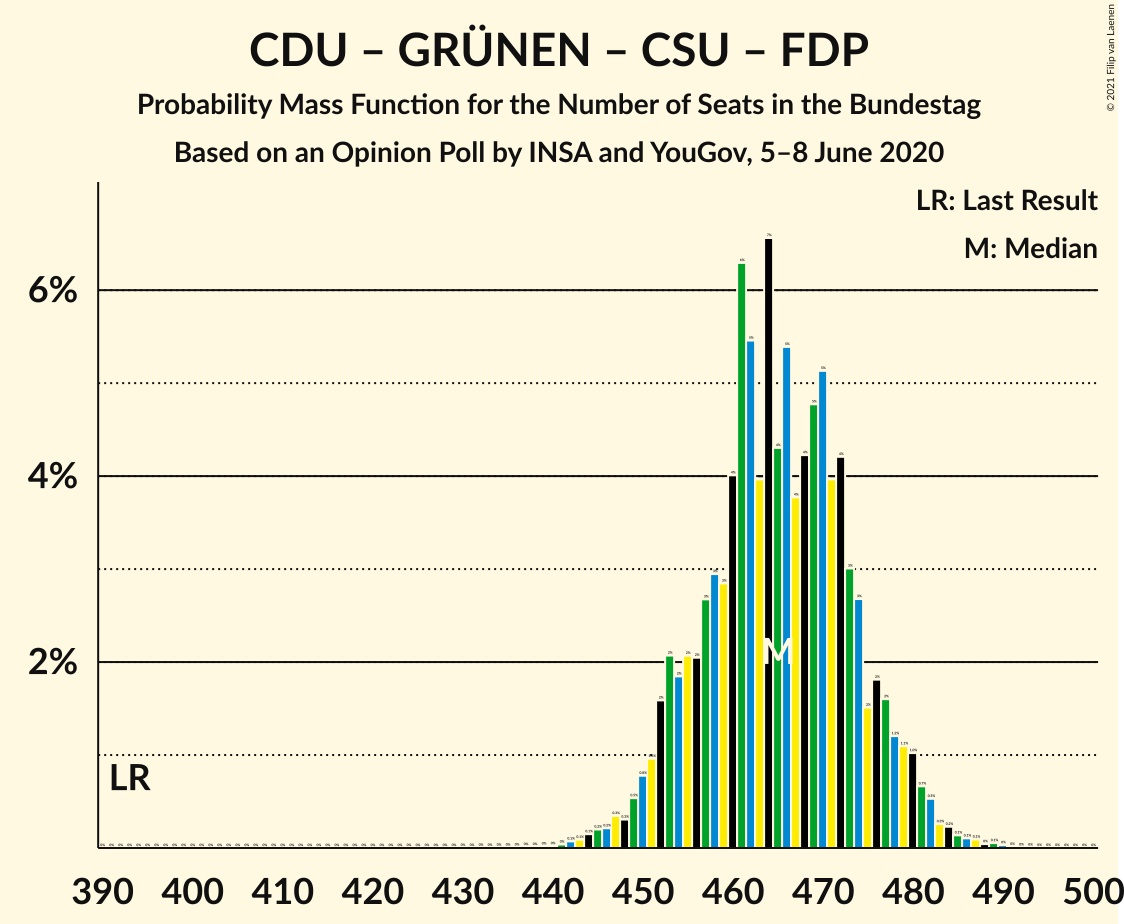 CDU – GRÜNEN – CSU – FDP
Probability Mass Function for the Number of Seats in the Bundestag
Based on an Opinion Poll by INSA and YouGov, 5–8 June 2020
© 2021 Filip van Laenen
LR: Last Result
M: Median
6%
4%
2%
LR
M
390 400 410 420 430 440 450 460 470 480 490 500